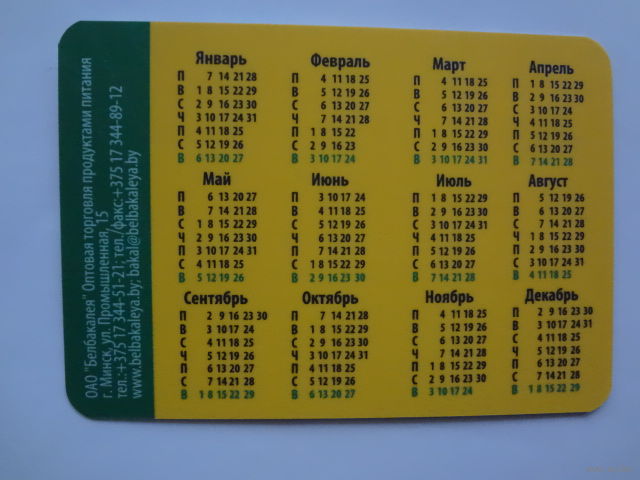 ОАО "Белбакалея" Оптовая торговля продуктами питания
г. Минск, ул. Промышленная, 15
тел.:+375 17 344-51-21; тел./факс:+375 17 344-89-12
www.belbakaleya.by; bakal@belbakaleya.by
Январь
П 7 14 21 28
В 1 8 15 22 29
С 2 9 16 23 30
Ч 3 10 17 24 31
П 4 11 18 25
С 5 12 19 26
В 6 13 20 27
Февраль
П 4 11 18 25
В 5 12 19 26
С 6 13 20 27
Ч 7 14 21 28
П 1 8 15 22
С 2 9 16 23
В 3 10 17 24
Март
П 4 11 18 25
В 5 12 19 26
С 6 13 20 27
Ч 7 14 21 28
П 1 8 15 22 29
С 2 9 16 23 30
В 3 10 17 24 31
Апрель
П 1 8 15 22 29
В 2 9 16 23 30
С 3 10 17 24
Ч 4 11 18 25
П 5 12 19 26
С 6 13 20 27
В 7 14 21 28
Май
П 6 13 20 27
В 7 14 21 28
С 1 8 15 22 29
Ч 2 9 16 23 30
П 3 10 17 24 31
С 4 11 18 25
В 5 12 19 26
Июнь
П 3 10 17 24
В 4 11 18 25
С 5 12 19 26
Ч 6 13 20 27
П 7 14 21 28
С 1 8 15 22 29
В 2 9 16 23 30
Июль
П 1 8 15 22 29
В 2 9 16 23 30
С 3 10 17 24 31
Ч 4 11 18 25
П 5 12 19 26
С 6 13 20 27
В 7 14 21 28
Август
П 5 12 19 26
В 6 13 20 27
С 7 14 21 28
Ч 1 8 15 22 29
П 2 9 16 23 30
С 3 10 17 24 31
В 4 11 18 25
Сентябрь
П 2 9 16 23 30
В 3 10 17 24
С 4 11 18 25
Ч 5 12 19 26
П 6 13 20 27
С 7 14 21 28
В 1 8 15 22 29
Октябрь
П 7 14 21 28
В 1 8 15 22 29
С 2 9 16 23 30
Ч 3 10 17 24 31
П 4 11 18 25
С 5 12 19 26
В 6 13 20 27
Ноябрь
П 4 11 18 25
В 5 12 19 26
С 6 13 20 27
Ч 7 14 21 28
П 1 8 15 22 29
С 2 9 16 23 30
В 3 10 17 24
Декабрь
П 2 9 16 23 30
В 3 10 17 24 31
С 4 11 18 25
Ч 5 12 19 26
П 6 13 20 27
С 7 14 21 28
В 1 8 15 22 29